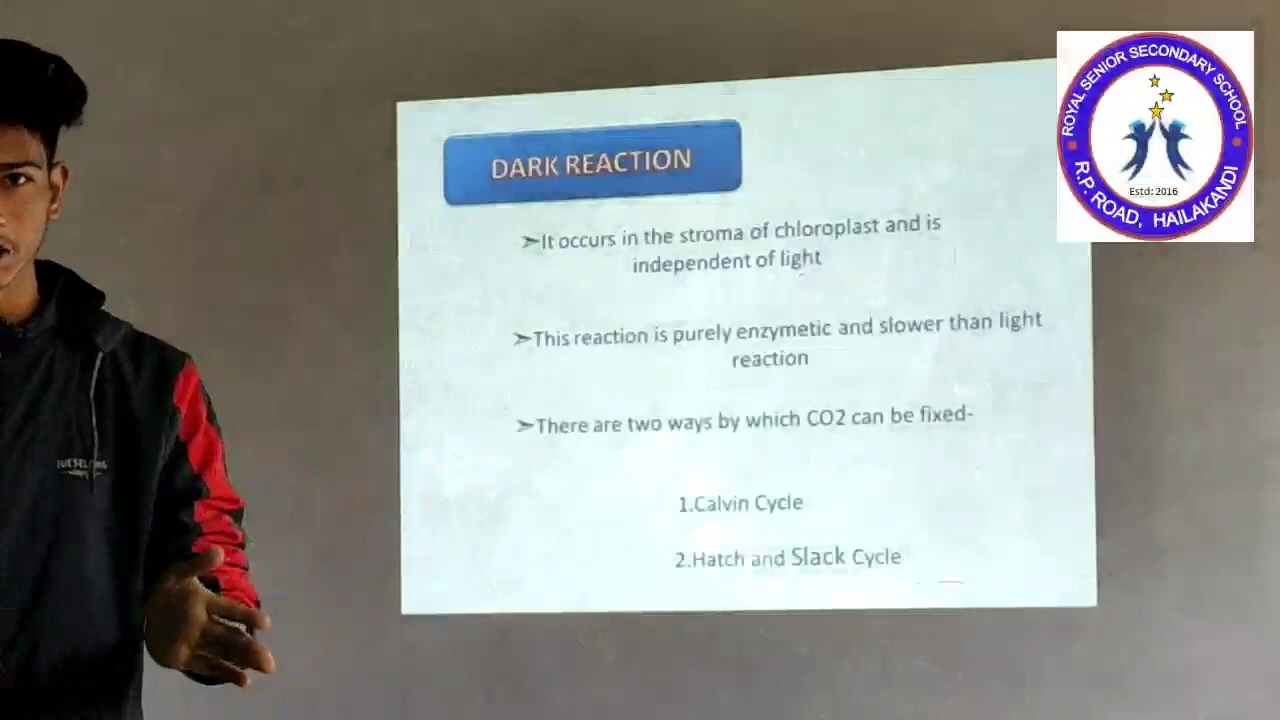 DARK REACTION
➢It occurs in the stroma of chloroplast and is
independent of light
➢This reaction is purely enzymetic and slower than light
reaction
➢There are two ways by which CO2 can be fixed-
1.Calvin Cycle
2.Hatch and Slack Cycle
ROYAL SENIOR SECONDARY SCHOOL
Estd: 2016
R.P. ROAD, HAILAKANDI